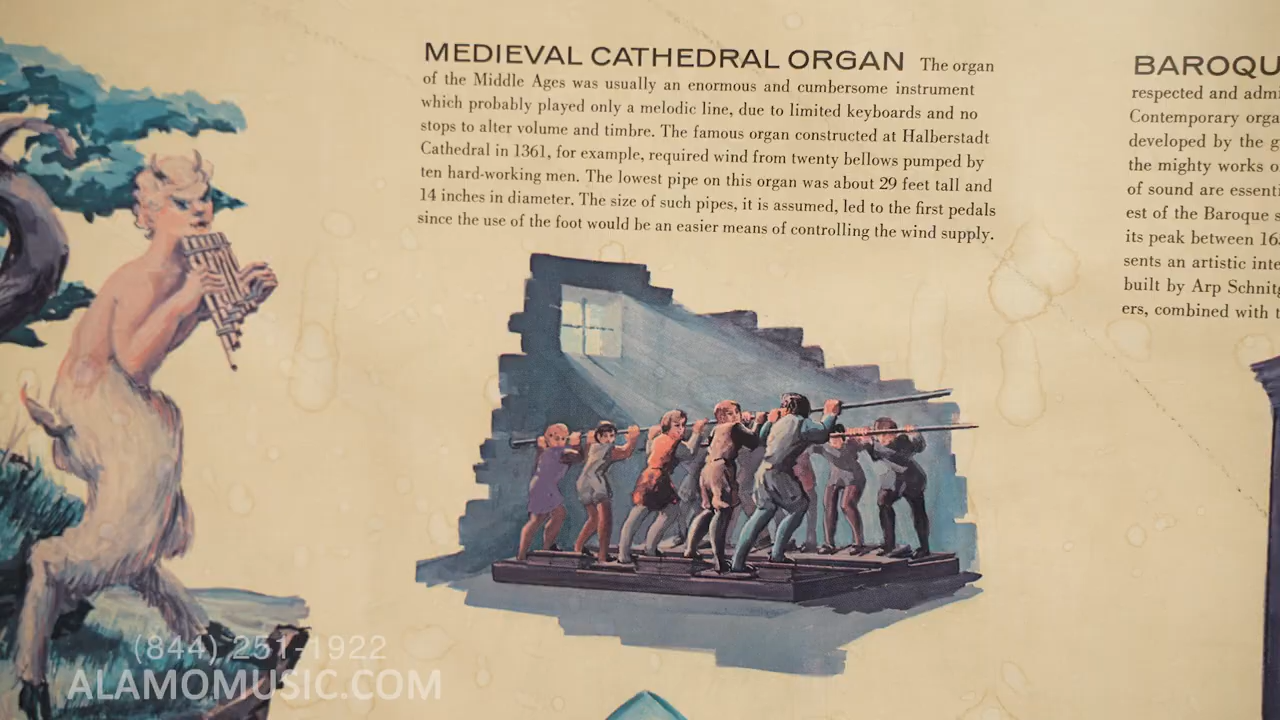 MEDIEVAL CATHEDRAL ORGAN The organ
of the Middle Ages was usually an enormous and cumbersome instrument
which probably played only a melodic line, due to limited keyboards and no
stops to alter volume and timbre. The famous organ constructed at Halberstadt
Cathedral in 1361, for example, required wind from twenty bellows pumped by
ten hard-working men. The lowest pipe on this organ was about 29 feet tall and
14 inches in diameter. The size of such pipes, it is assumed, led to the first pedals
since the use of the foot would be an easier means of controlling the wind supply.
BAROQU
respected and admi
Contemporary orga
developed by the g
the mighty works o
of sound are essenti
est of the Baroque s
its peak between 16
sents an artistic inte
built by Arp Schnitg
ers, combined with t
(844) 251-1922
ALAMOMUSIC.COM